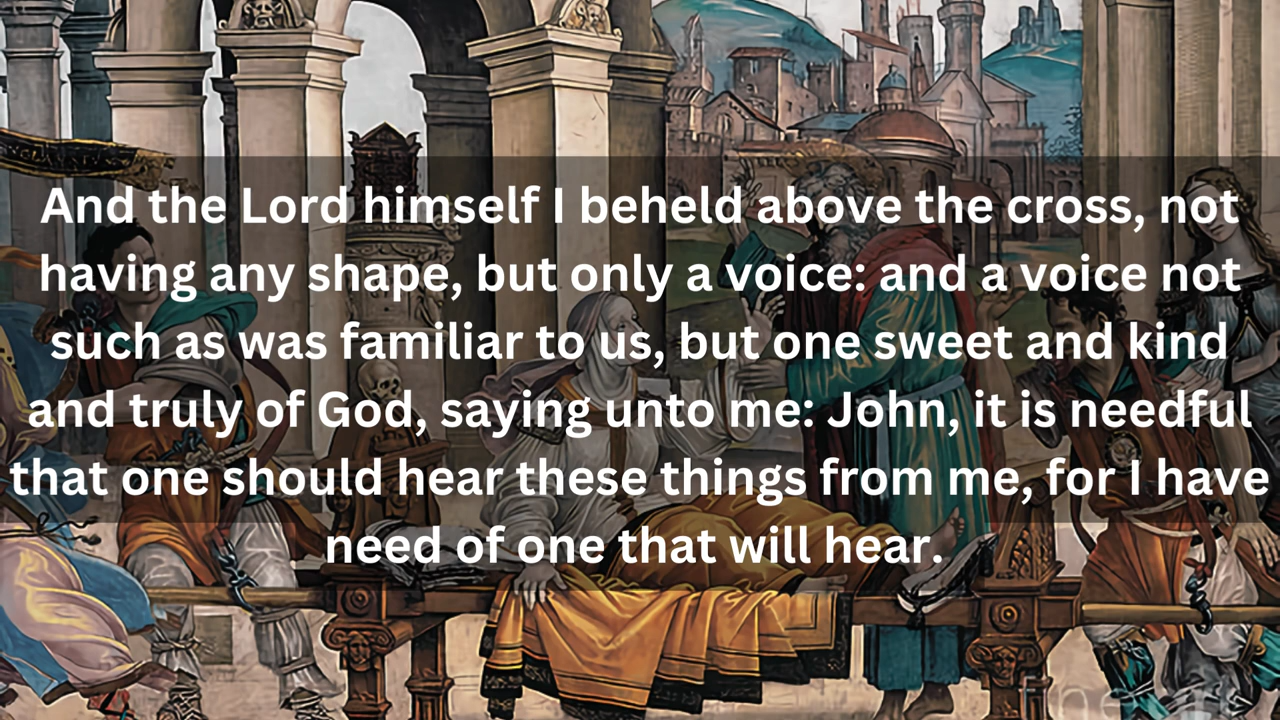 And the Lord himself I beheld above the cross, not
having any shape, but only a voice: and a voice not
such as was familiar to us, but one sweet and kind
and truly of God, saying unto me: John, it is needful
that one should hear these things from me, for I have
need of one that will hear.